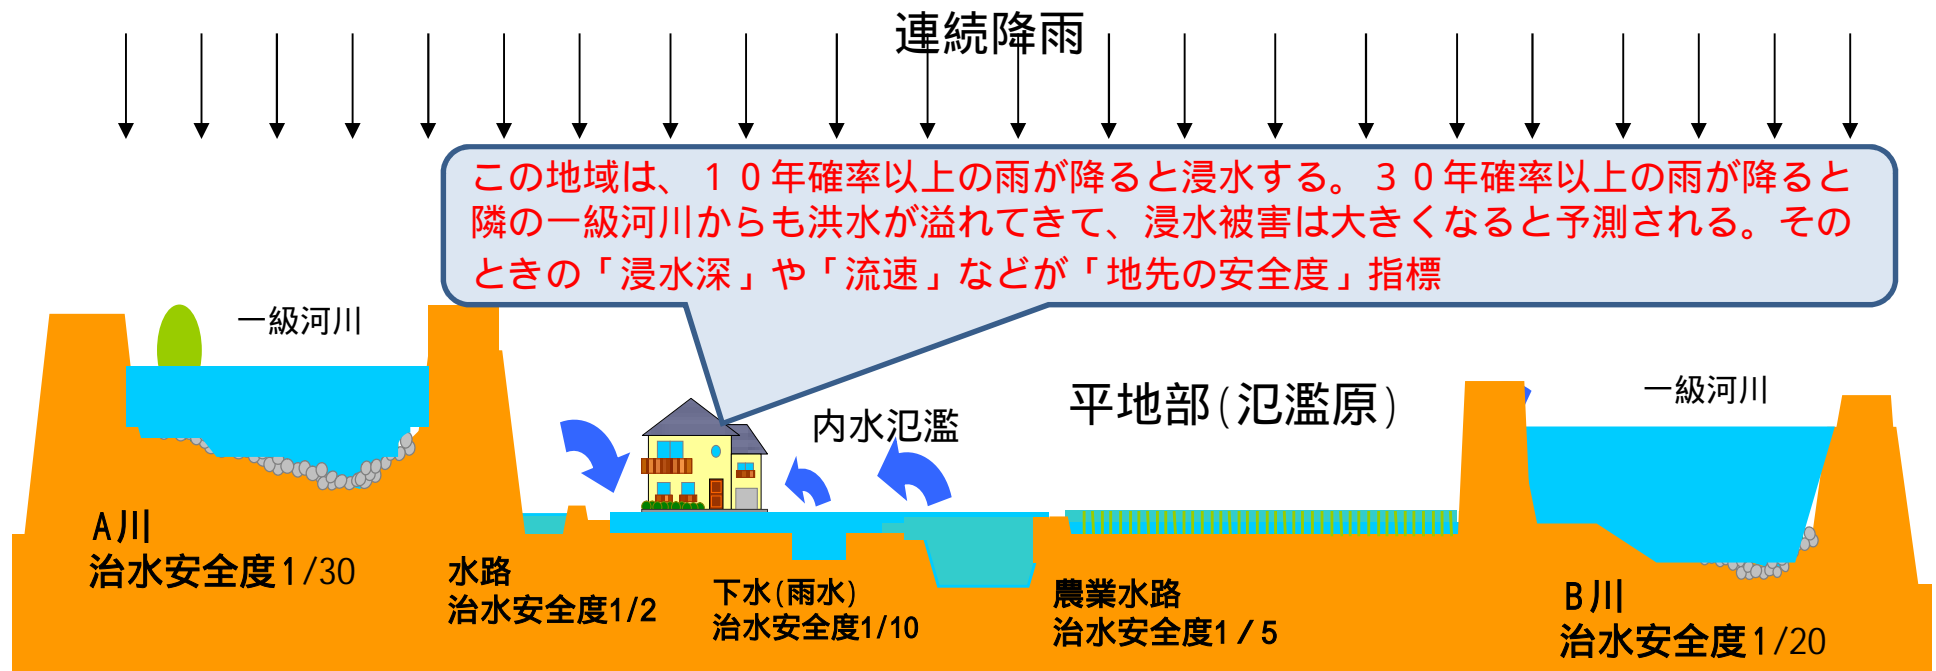 連続降雨
この地域は、１０年確率以上の雨が降ると浸水する。３０年確率以上の雨が降ると
隣の一級河川からも洪水が溢れてきて、浸水被害は大きくなると予測される。その
ときの「浸水深」や「流速」などが「地先の安全度」指標
一級河川
一級河川
平地部(氾濫原)
内水氾濫
A川
治水安全度1/30
水路
治水安全度1/2
下水(雨水)
治水安全度1/10
農業水路
治水安全度1/5
B川
治水安全度1/20